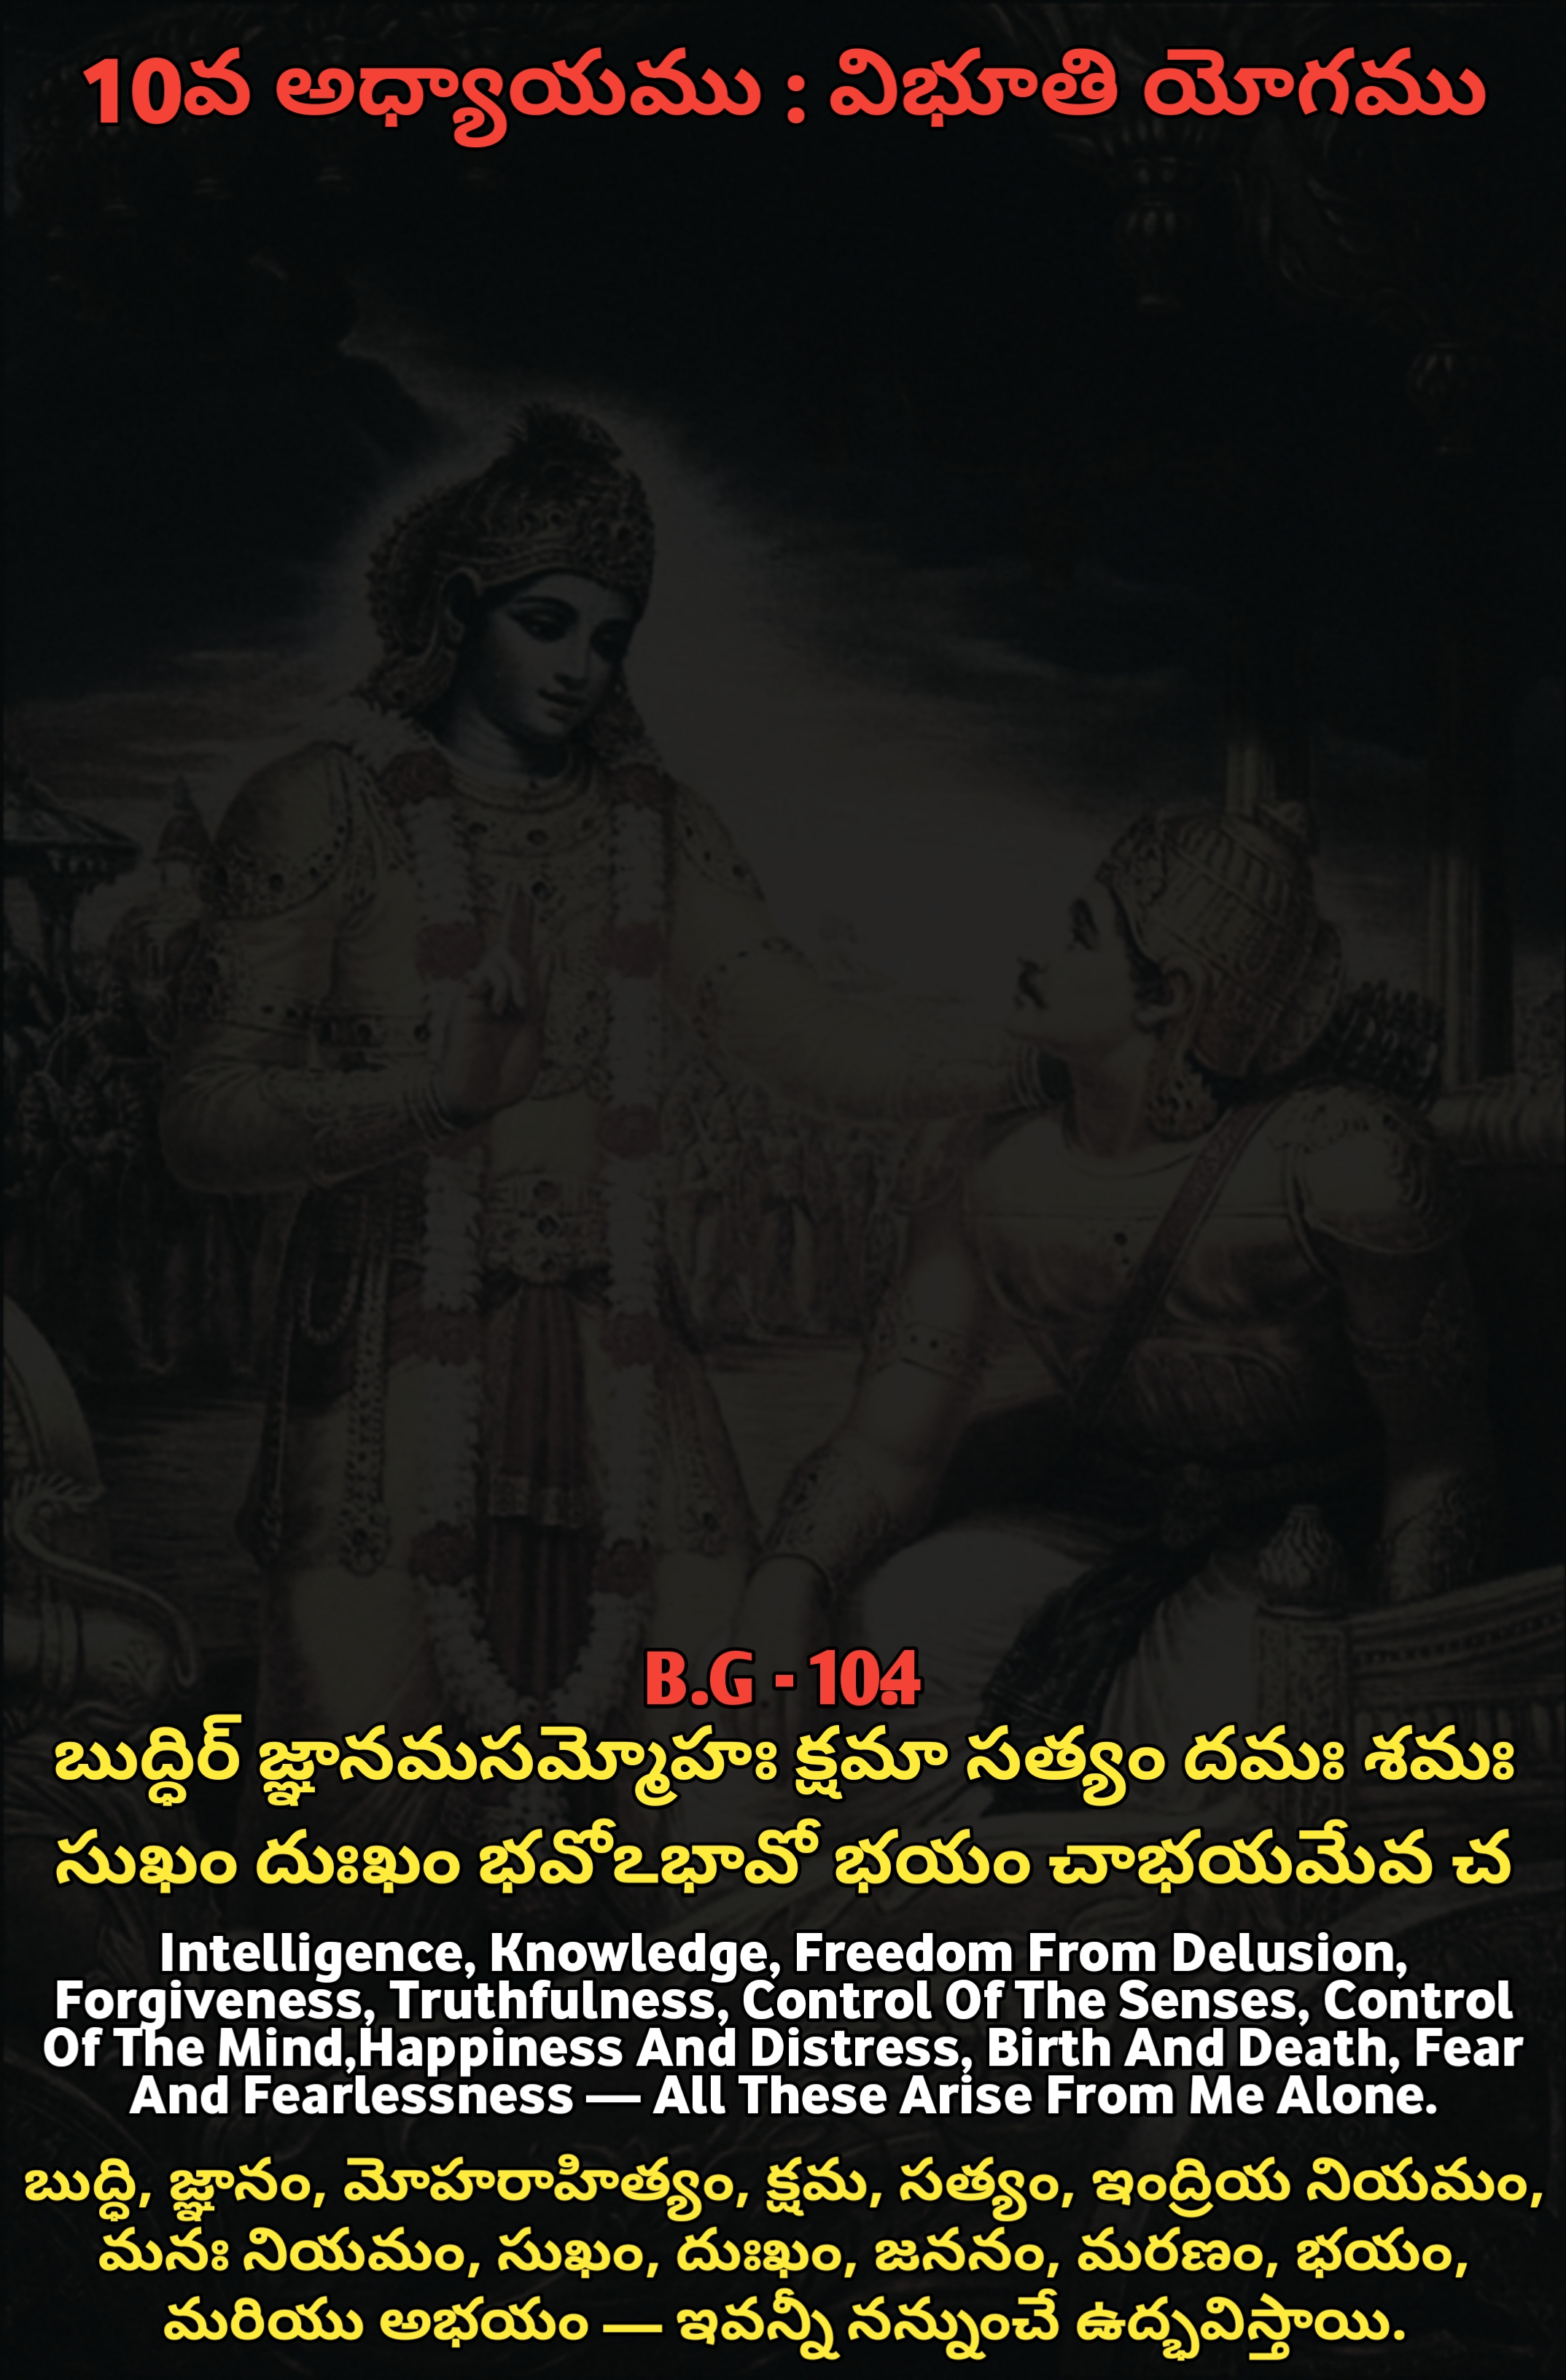 10వ అధ్యాయము : విభూతి యోగము
B.G - 10.4
బుద్ధిర్ జ్ఞానమసమ్మోహః క్షమా సత్యం దమః శమః
సుఖం దుఃఖం భవోఽభావో భయం చాభయమేవ చ
Intelligence, Knowledge, Freedom From Delusion,
Forgiveness, Truthfulness, Control Of The Senses, Control
Of The Mind,Happiness And Distress, Birth And Death, Fear
And Fearlessness — All These Arise From Me Alone.
బుద్ధి, జ్ఞానం, మోహరాహిత్యం, క్షమ, సత్యం, ఇంద్రియ నియమం,
మనః నియమం, సుఖం, దుఃఖం, జననం, మరణం, భయం,
మరియు అభయం — ఇవన్నీ నన్నుంచే ఉద్భవిస్తాయి.